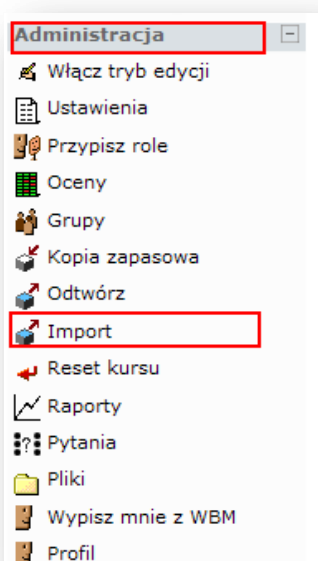 Administracja
Włącz tryb edycji
Ustawienia
Przypisz role
Oceny
Grupy
Kopia zapasowa
Odtwórz
Import
Reset kursu
Raporty
Pytania
Pliki
Wypisz mnie z WBM
Profil